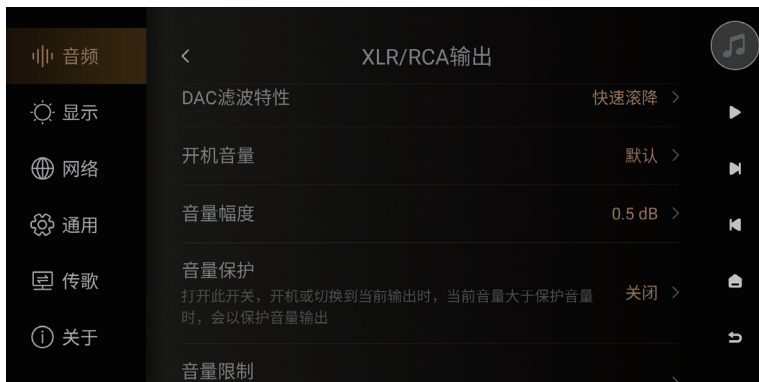 音频
显示
网络
通用
传歌
关于
XLR/RCA输出
DAC滤波特性 快速滚降
开机音量 默认
音量幅度 0.5 dB
音量保护
打开此开关，开机或切换到当前输出时，当前音量大于保护音量
时，会以保护音量输出
关闭
音量限制